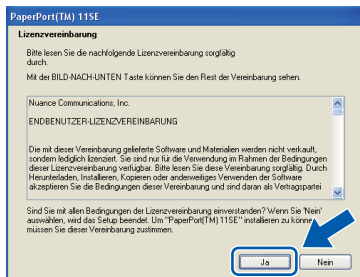 PaperPort(TM) 11SE
Lizenzvereinbarung
Bitte lesen Sie die nachfolgende Lizenzvereinbarung sorgfältig
durch.
Mit der BILD-NACH-UNTEN Taste können Sie den Rest der Vereinbarung sehen.
Nuance Communications, Inc.
ENDBENUTZER-LIZENZVEREINBARUNG
Die mit dieser Vereinbarung gelieferte Software und Materialien werden nicht verkauft,
sondern lediglich lizenziert. Sie sind nur für die Verwendung im Rahmen der Bedingungen
dieser Lizenzvereinbarung verfügbar. Bitte lesen Sie diese Vereinbarung sorgfältig. Durch
Herunterladen, Installieren, Kopieren oder anderweitiges Verwenden der Software
akzeptieren Sie die Bedingungen dieser Vereinbarung und sind daran als Vertragspartei
Sind Sie mit allen Bedingungen der Lizenzvereinbarung einverstanden? Wenn Sie 'Nein'
auswählen, wird das Setup beendet. Um "PaperPort(TM) 11SE" installieren zu können
müssen Sie dieser Vereinbarung zustimmen.
Ja
Nein